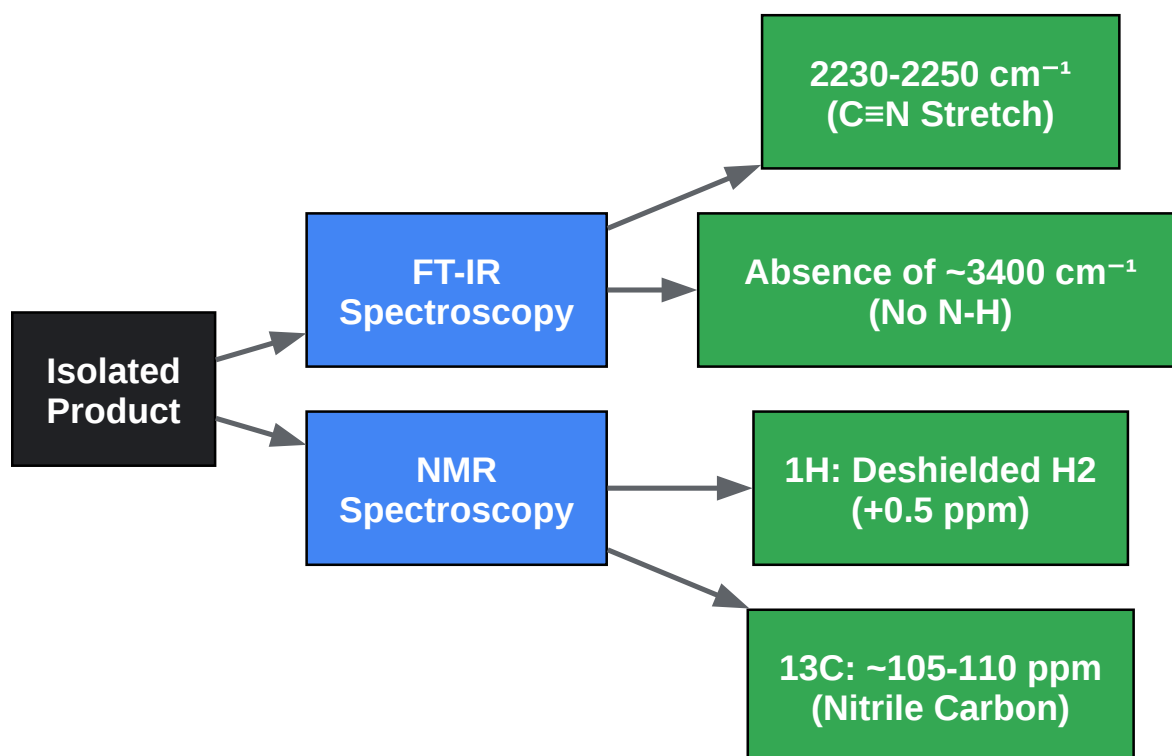 2230-2250 cm⁻¹
(C≡N Stretch)
FT-IR
Spectroscopy
Absence of ~3400 cm⁻¹
(No N-H)
Isolated
Product
NMR
Spectroscopy
1H: Deshielded H2
(+0.5 ppm)
13C: ~105-110 ppm
(Nitrile Carbon)